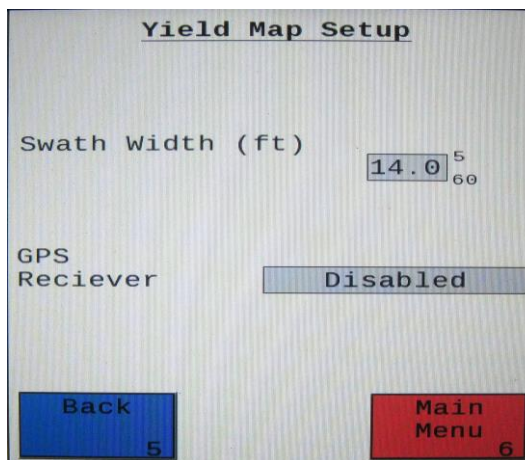 Yield Map Setup
Swath Width (ft)
14.0
5
60
GPS
Reciever
Disabled
Back
5
Main
Menu
6